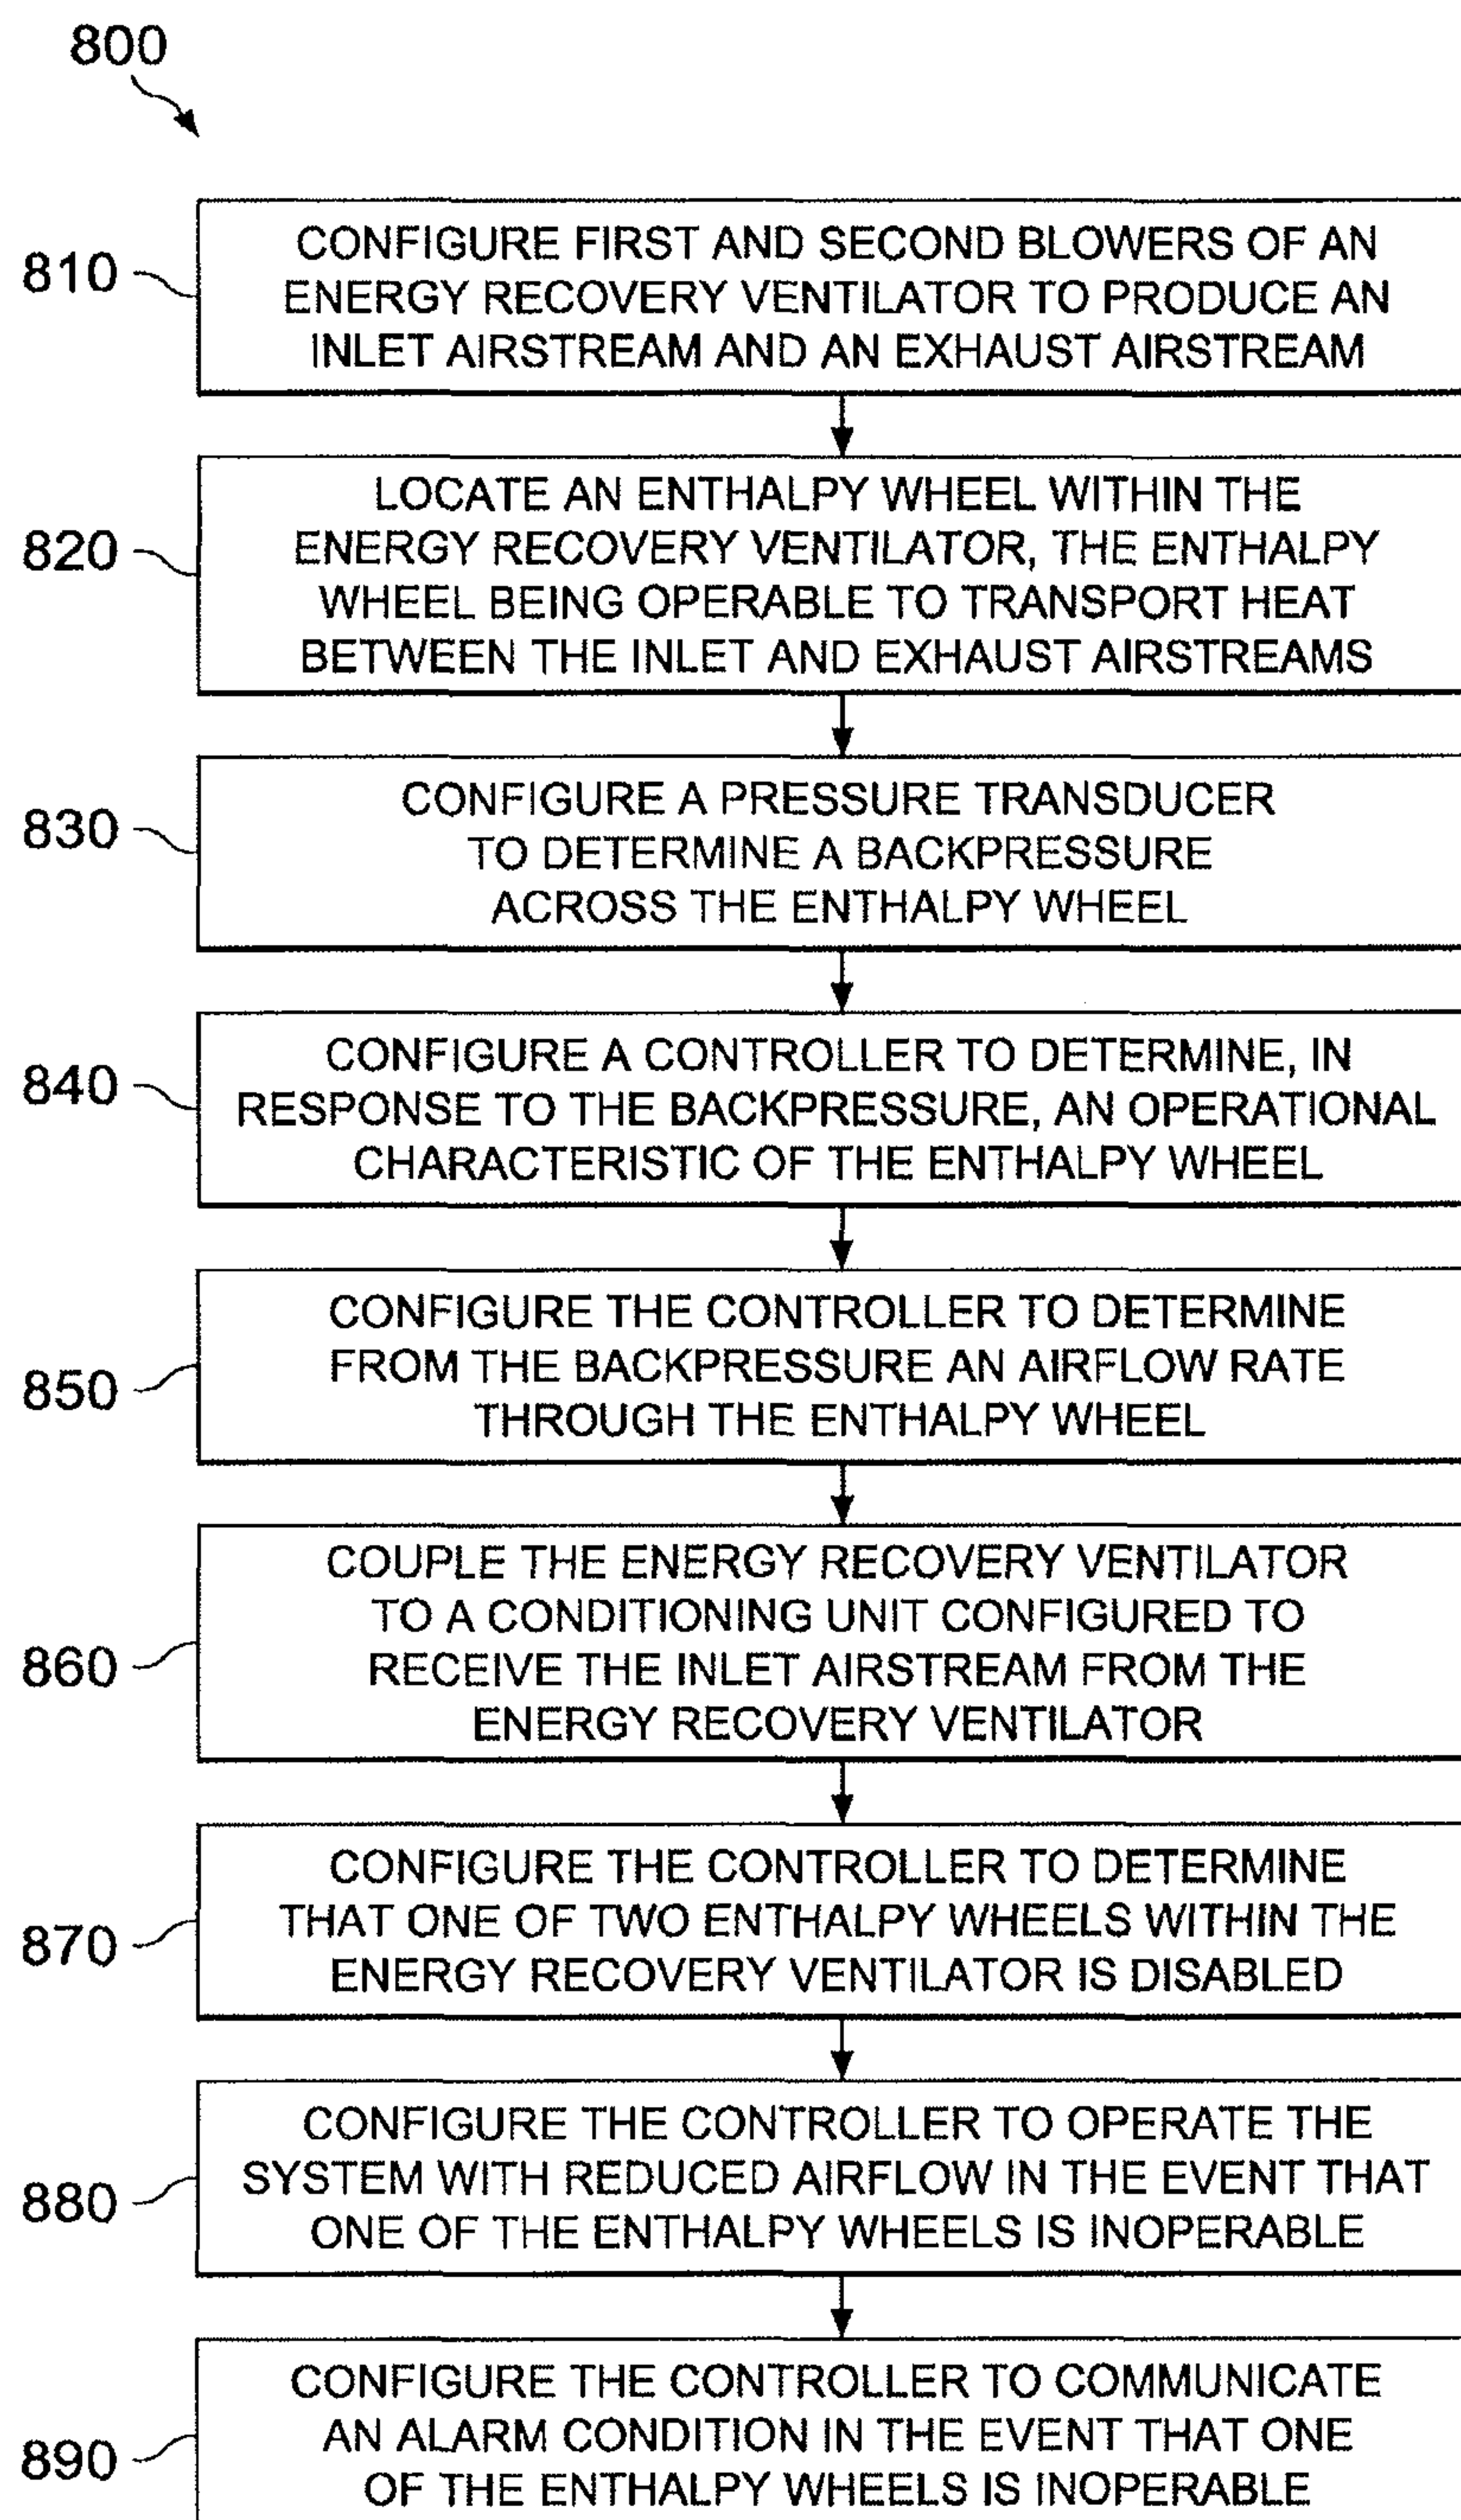 800
810
CONFIGURE FIRST AND SECOND BLOWERS OF AN
ENERGY RECOVERY VENTILATOR TO PRODUCE AN
INLET AIRSTREAM AND AN EXHAUST AIRSTREAM
820
LOCATE AN ENTHALPY WHEEL WITHIN THE
ENERGY RECOVERY VENTILATOR, THE ENTHALPY
WHEEL BEING OPERABLE TO TRANSPORT HEAT
BETWEEN THE INLET AND EXHAUST AIRSTREAMS
830
CONFIGURE A PRESSURE TRANSDUCER
TO DETERMINE A BACKPRESSURE
ACROSS THE ENTHALPY WHEEL
840
CONFIGURE A CONTROLLER TO DETERMINE, IN
RESPONSE TO THE BACKPRESSURE, AN OPERATIONAL
CHARACTERISTIC OF THE ENTHALPY WHEEL
850
CONFIGURE THE CONTROLLER TO DETERMINE
FROM THE BACKPRESSURE AN AIRFLOW RATE
THROUGH THE ENTHALPY WHEEL
860
COUPLE THE ENERGY RECOVERY VENTILATOR
TO A CONDITIONING UNIT CONFIGURED TO
RECEIVE THE INLET AIRSTREAM FROM THE
ENERGY RECOVERY VENTILATOR
870
CONFIGURE THE CONTROLLER TO DETERMINE
THAT ONE OF TWO ENTHALPY WHEELS WITHIN THE
ENERGY RECOVERY VENTILATOR IS DISABLED
880
CONFIGURE THE CONTROLLER TO OPERATE THE
SYSTEM WITH REDUCED AIRFLOW IN THE EVENT THAT
ONE OF THE ENTHALPY WHEELS IS INOPERABLE
890
CONFIGURE THE CONTROLLER TO COMMUNICATE
AN ALARM CONDITION IN THE EVENT THAT ONE
OF THE ENTHALPY WHEELS IS INOPERABLE